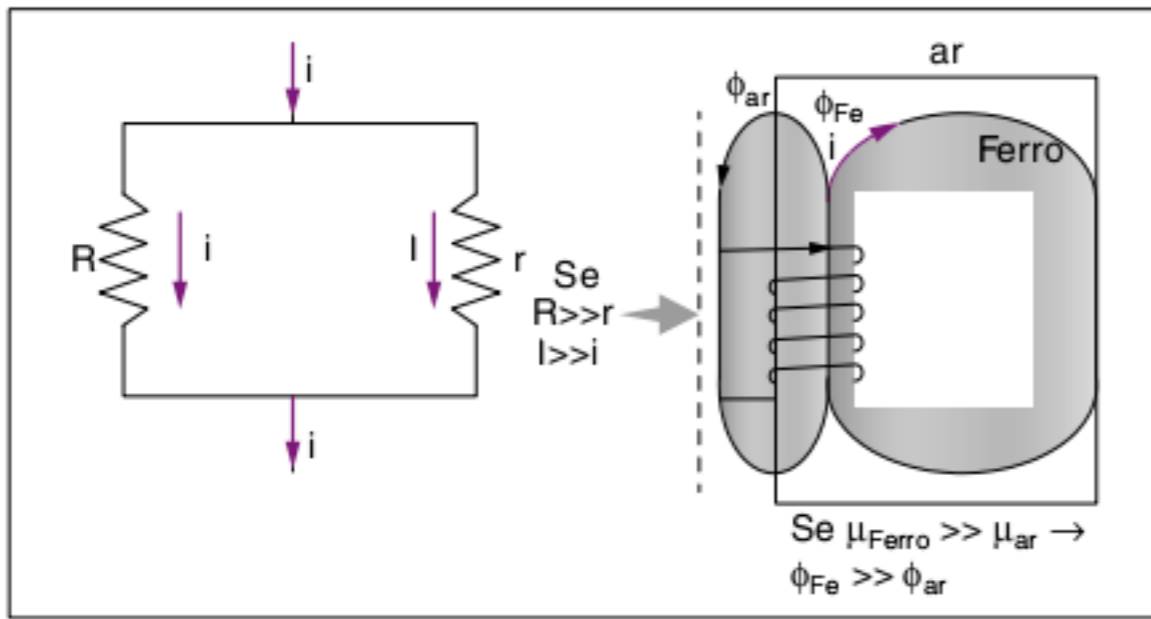 i
R
i
I
r
i
Se
R>>r
I>>i
ar
ϕar
ϕFe
i
Ferro
Se μFerro >> μar →
ϕFe >> ϕar